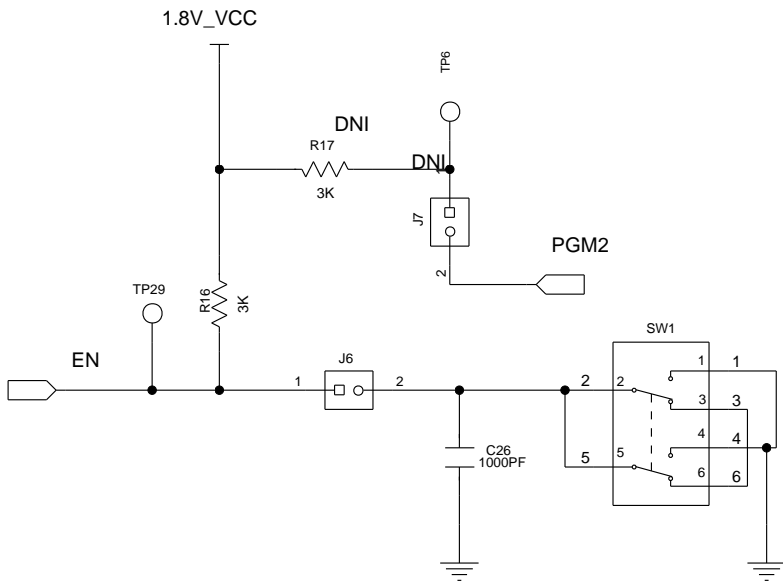 1.8V_VCC
TP6
DNI
R17
DNI
3K
J7
PGM2
2
TP29
R16
3K
SW1
EN
J6
1
2
1
1
2
2
3
3
C26
1000PF
4
4
5
5
6
6